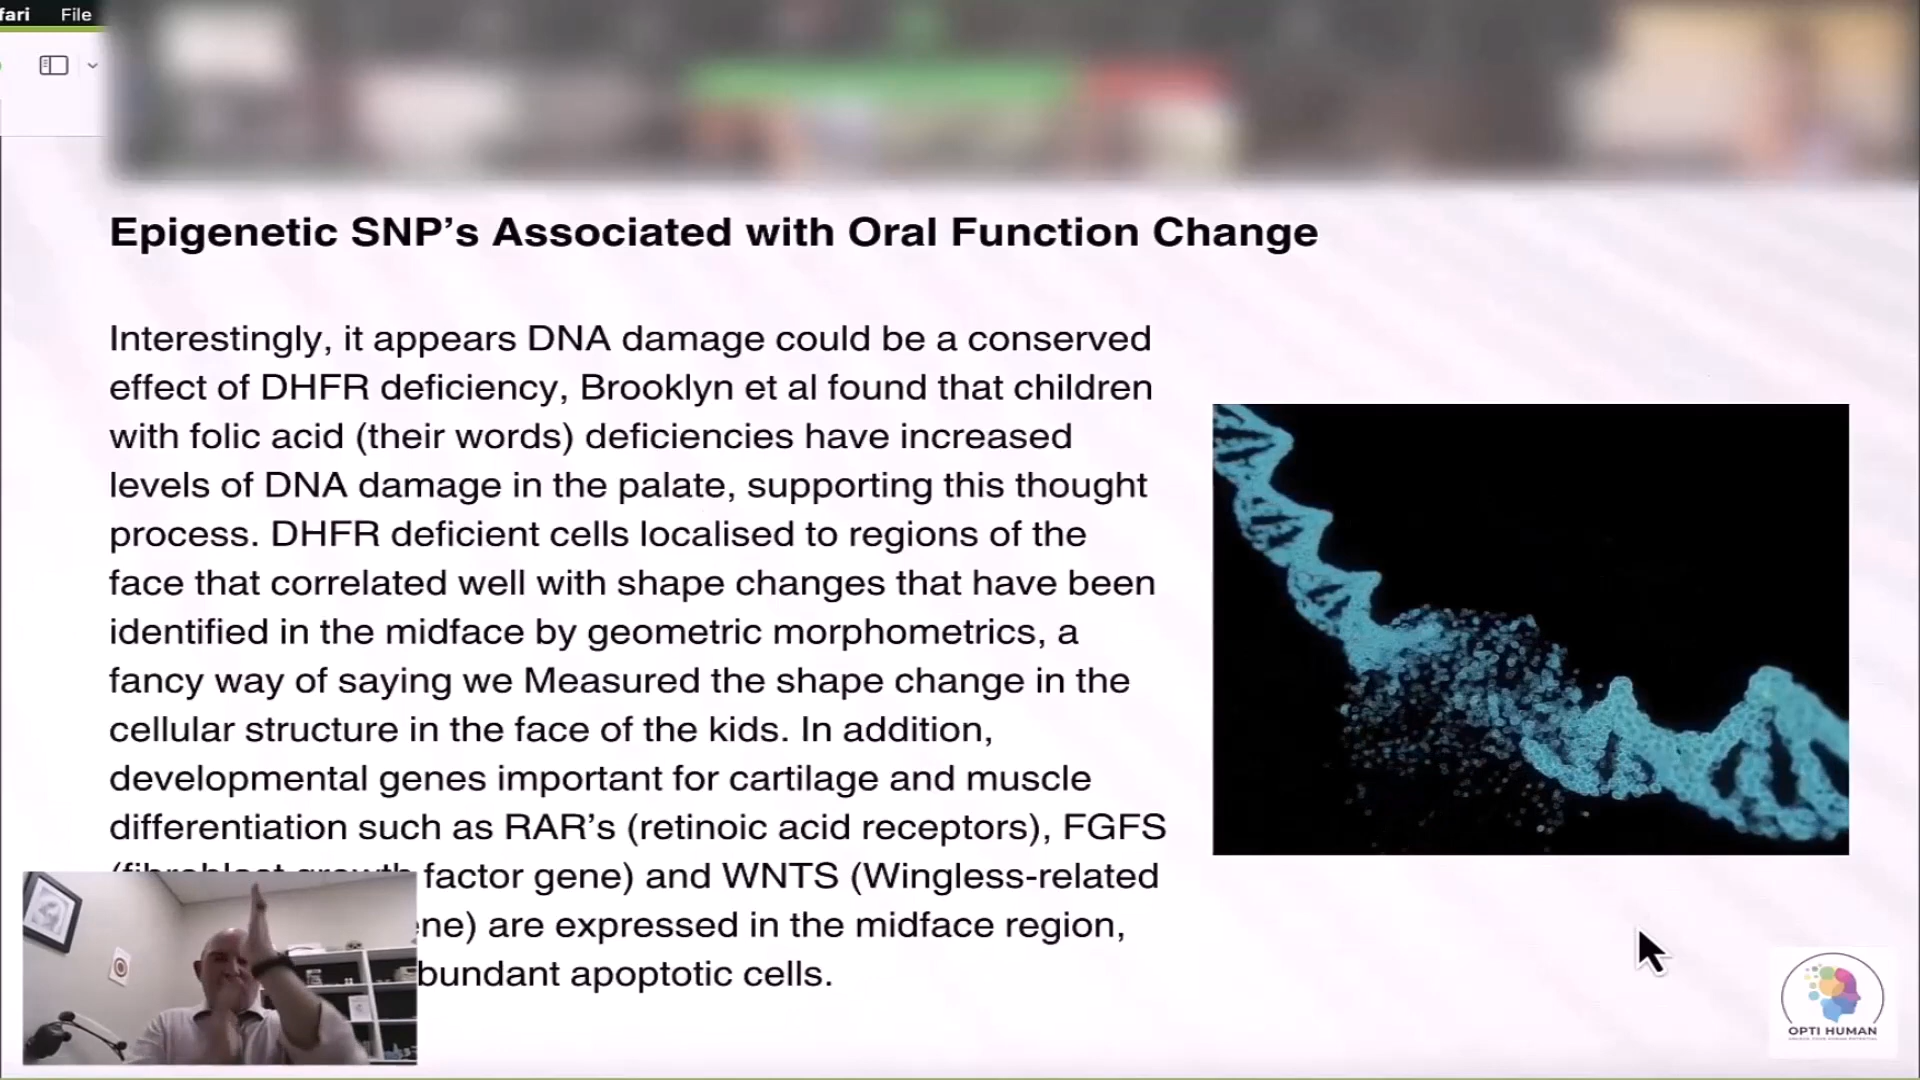 fari File
Epigenetic SNP’s Associated with Oral Function Change
Interestingly, it appears DNA damage could be a conserved
effect of DHFR deficiency, Brooklyn et al found that children
with folic acid (their words) deficiencies have increased
levels of DNA damage in the palate, supporting this thought
process. DHFR deficient cells localised to regions of the
face that correlated well with shape changes that have been
identified in the midface by geometric morphometrics, a
fancy way of saying we Measured the shape change in the
cellular structure in the face of the kids. In addition,
developmental genes important for cartilage and muscle
differentiation such as RAR’s (retinoic acid receptors), FGFS
(fibroblast growth factor gene) and WNTS (Wingless-related
ne) are expressed in the midface region,
bundant apoptotic cells.
OPTI HUMAN